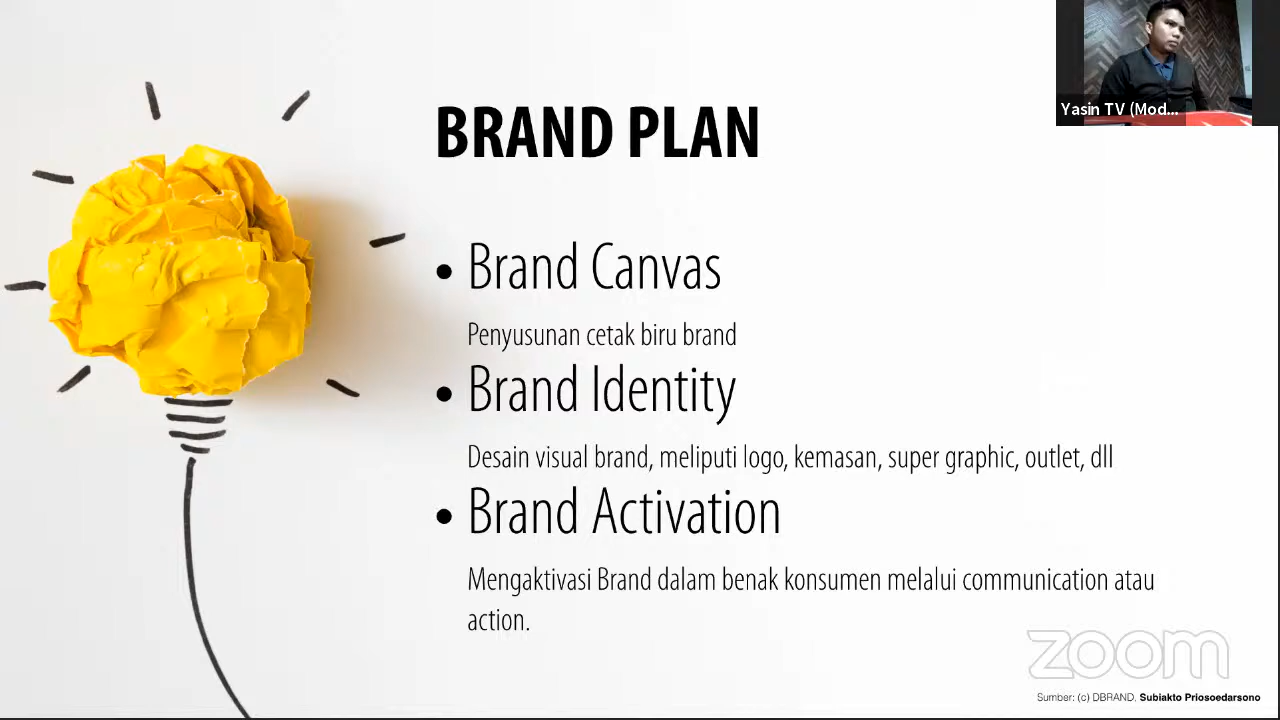 BRAND PLAN
Yasin TV (Mod...
• Brand Canvas
Penyusunan cetak biru brand
• Brand Identity
Desain visual brand, meliputi logo, kemasan, super graphic, outlet, dll
• Brand Activation
Mengaktivasi Brand dalam benak konsumen melalui communication atau
action.
zoom
Sumber: (c) DBRAND, Subiakto Priosoedarsono